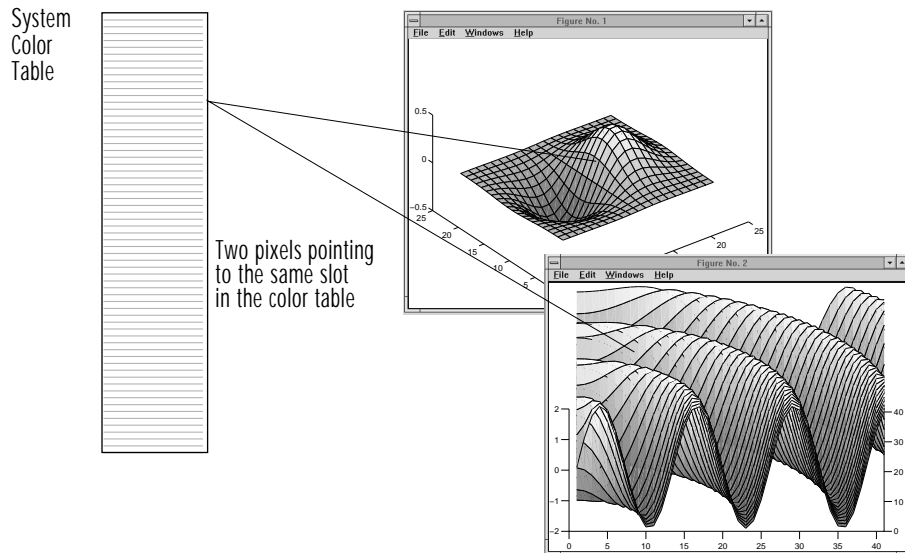 System
Color
Table
Two pixels pointing
to the same slot
in the color table
Figure No. 1
File Edit Windows Help
0.5
0
−0.5
25
20
15
10
5
20
25
Figure No. 2
File Edit Windows Help
2
1
0
−1
−2
0 5 10 15 20 25 30 35 40
40
30
20
10
0